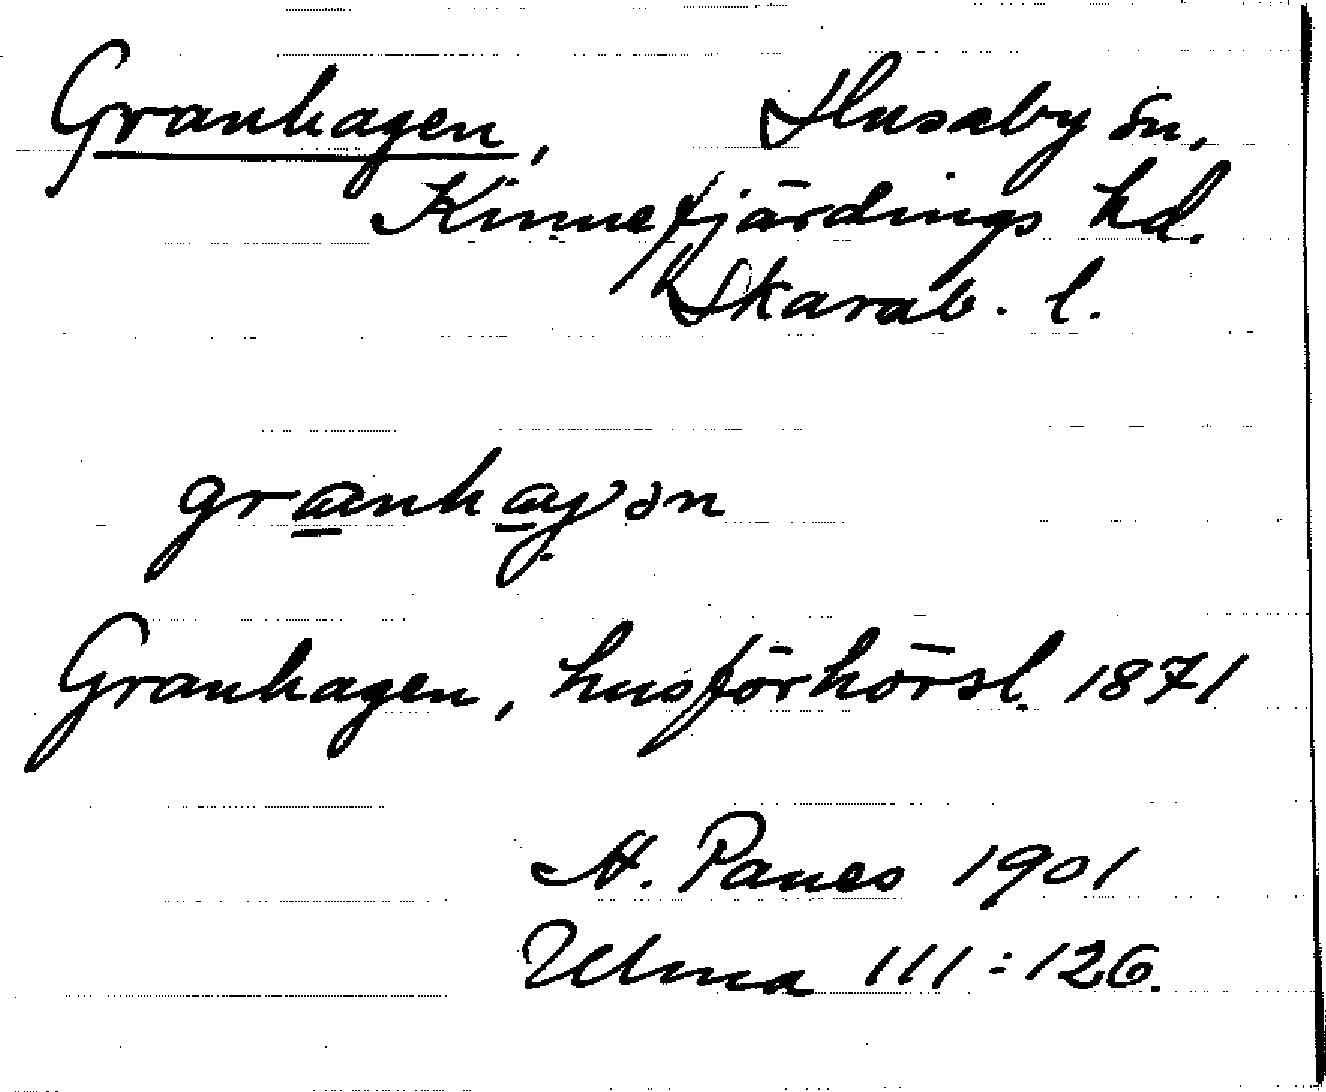 Granhagen, Husaby sn,
Kinnefjärdings hd.
Skarab. l.
granhagən
Granhagen, husförhörsl. 1871
A. Panes 1901
Ulma 111:126.